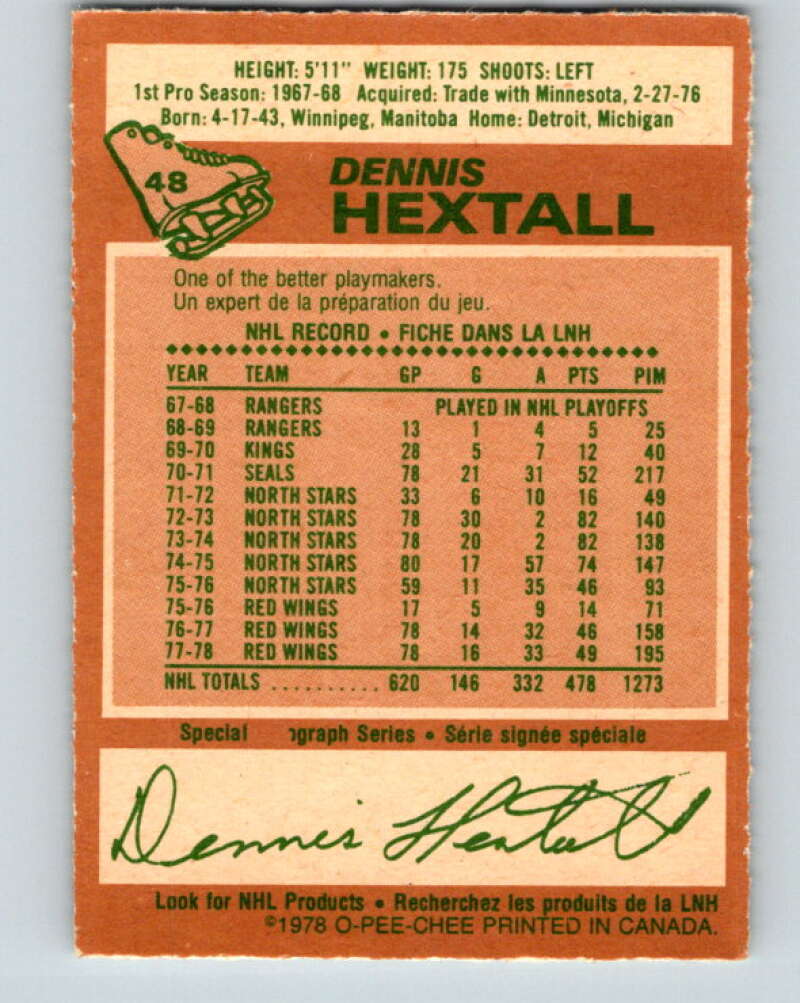 HEIGHT: 5'11" WEIGHT: 175 SHOOTS: LEFT
1st Pro Season: 1967-68 Acquired: Trade with Minnesota, 2-27-76
Born: 4-17-43, Winnipeg, Manitoba Home: Detroit, Michigan
48
DENNIS
HEXTALL
One of the better playmakers.
Un expert de la préparation du jeu.
NHL RECORD • FICHE DANS LA LNH
YEAR TEAM GP G A PTS PIM
67-68 RANGERS PLAYED IN NHL PLAYOFFS
68-69 RANGERS 13 1 4 5 25
69-70 KINGS 28 5 7 12 40
70-71 SEALS 78 21 31 52 217
71-72 NORTH STARS 33 6 10 16 49
72-73 NORTH STARS 78 30 2 82 140
73-74 NORTH STARS 78 20 2 82 138
74-75 NORTH STARS 80 17 57 74 147
75-76 NORTH STARS 59 11 35 46 93
75-76 RED WINGS 17 5 9 14 71
76-77 RED WINGS 78 14 32 46 158
77-78 RED WINGS 78 16 33 49 195
NHL TOTALS .......... 620 146 332 478 1273
Special ograph Series • Série signée spéciale
Dennis Hextall
Look for NHL Products • Recherchez les produits de la LNH
©1978 O-PEE-CHEE PRINTED IN CANADA.